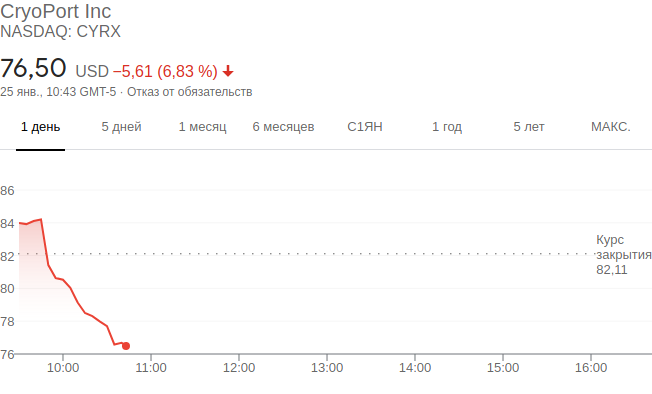 CryoPort Inc
NASDAQ: CYRX
76,50 USD −5,61 (6,83 %)
25 янв., 10:43 GMT-5 · Отказ от обязательств
1 день 5 дней 1 месяц 6 месяцев С1ЯН 1 год 5 лет МАКС.
86
84
Курс
82 закрытия
82,11
80
78
76
10:00 11:00 12:00 13:00 14:00 15:00 16:00